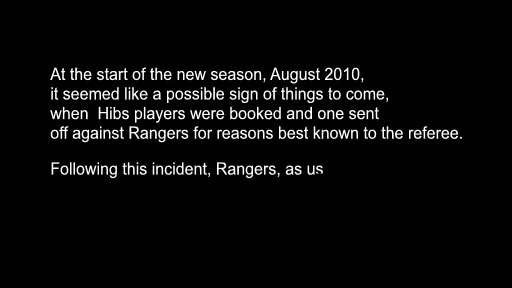 At the start of the new season, August 2010,
it seemed like a possible sign of things to come,
when  Hibs players were booked and one sent
off against Rangers for reasons best known to the referee.
Following this incident, Rangers, as us